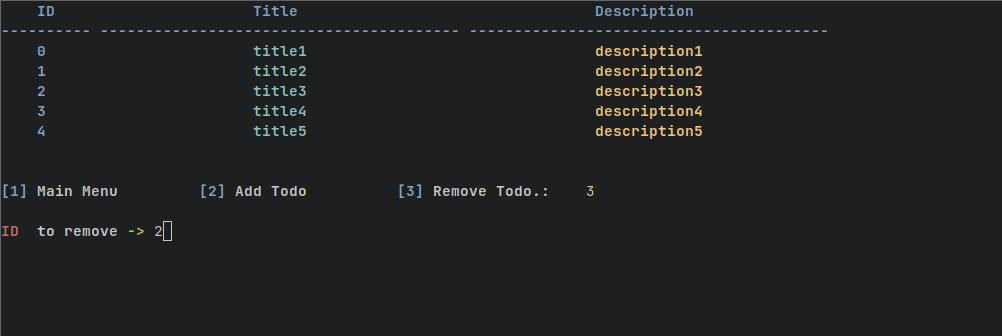 ID Title Description
---------- ---------------------------------------- ----------------------------------------
0 title1 description1
1 title2 description2
2 title3 description3
3 title4 description4
4 title5 description5
[1] Main Menu [2] Add Todo [3] Remove Todo.: 3
ID to remove -> 2